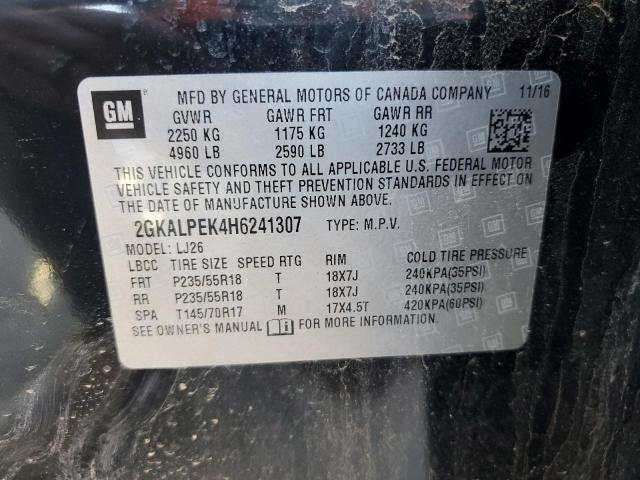 GM
MFD BY GENERAL MOTORS OF CANADA COMPANY 11/16
GVWR GAWR FRT GAWR RR
2250 KG 1175 KG 1240 KG
4960 LB 2590 LB 2733 LB
THIS VEHICLE CONFORMS TO ALL APPLICABLE U.S. FEDERAL MOTOR
VEHICLE SAFETY AND THEFT PREVENTION STANDARDS IN EFFECT ON
THE DATE OF MANUFACTURE SHOWN ABOVE.
2GKALPEK4H6241307 TYPE: M.P.V.
MODEL: LJ26
LBCC TIRE SIZE SPEED RTG RIM COLD TIRE PRESSURE
FRT P235/55R18 T 18X7J 240KPA(35PSI)
RR P235/55R18 T 18X7J 240KPA(35PSI)
SPA T145/70R17 M 17X4.5T 420KPA(60PSI)
SEE OWNER'S MANUAL FOR MORE INFORMATION.